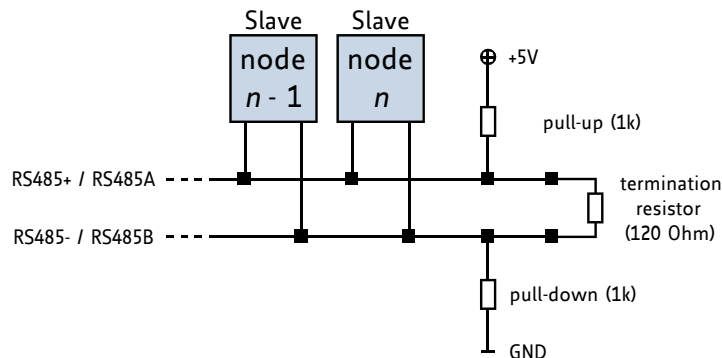 Slave
node
n - 1
Slave
node
n
+5V
pull-up (1k)
RS485+ / RS485A
termination
resistor
(120 Ohm)
RS485- / RS485B
pull-down (1k)
GND